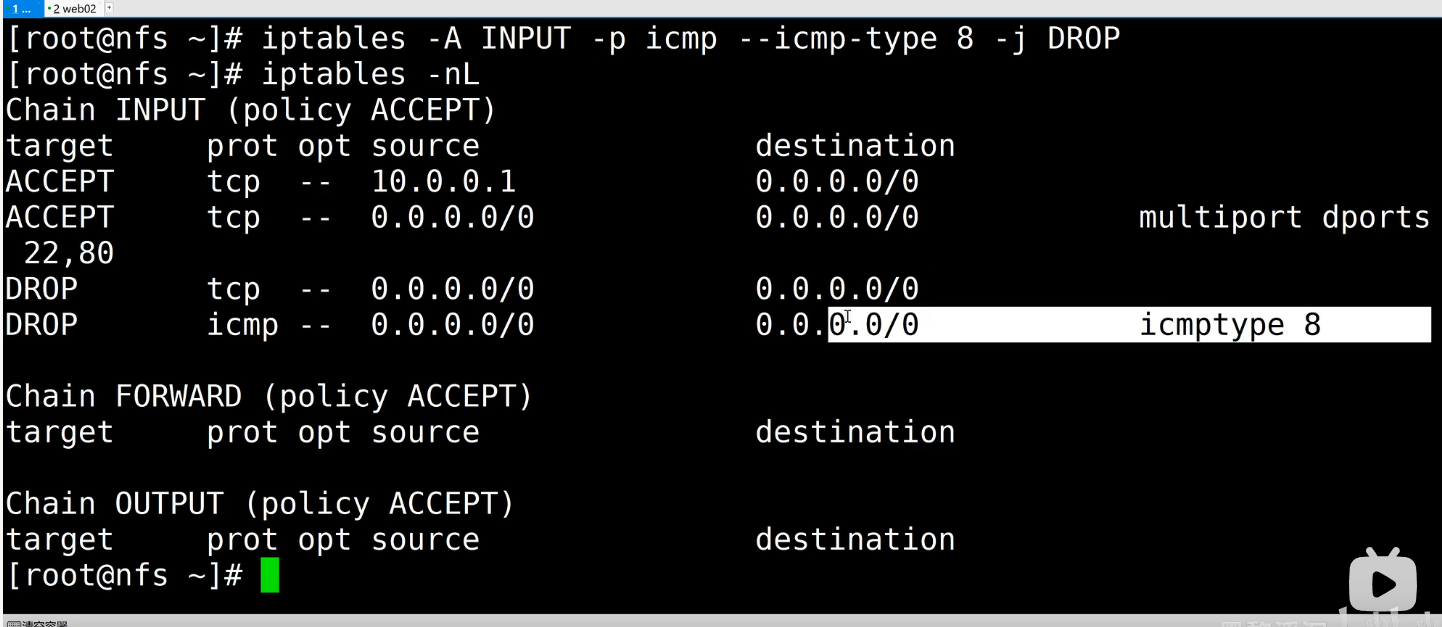 1 ...
2 web02
[root@nfs ~]# iptables -A INPUT -p icmp --icmp-type 8 -j DROP
[root@nfs ~]# iptables -nL
Chain INPUT (policy ACCEPT)
target     prot opt source               destination
ACCEPT     tcp  --  10.0.0.1             0.0.0.0/0
ACCEPT     tcp  --  0.0.0.0/0            0.0.0.0/0            multiport dports
 22,80
DROP       tcp  --  0.0.0.0/0            0.0.0.0/0
DROP       icmp --  0.0.0.0/0            0.0.0.0/0            icmptype 8
Chain FORWARD (policy ACCEPT)
target     prot opt source               destination
Chain OUTPUT (policy ACCEPT)
target     prot opt source               destination
[root@nfs ~]#